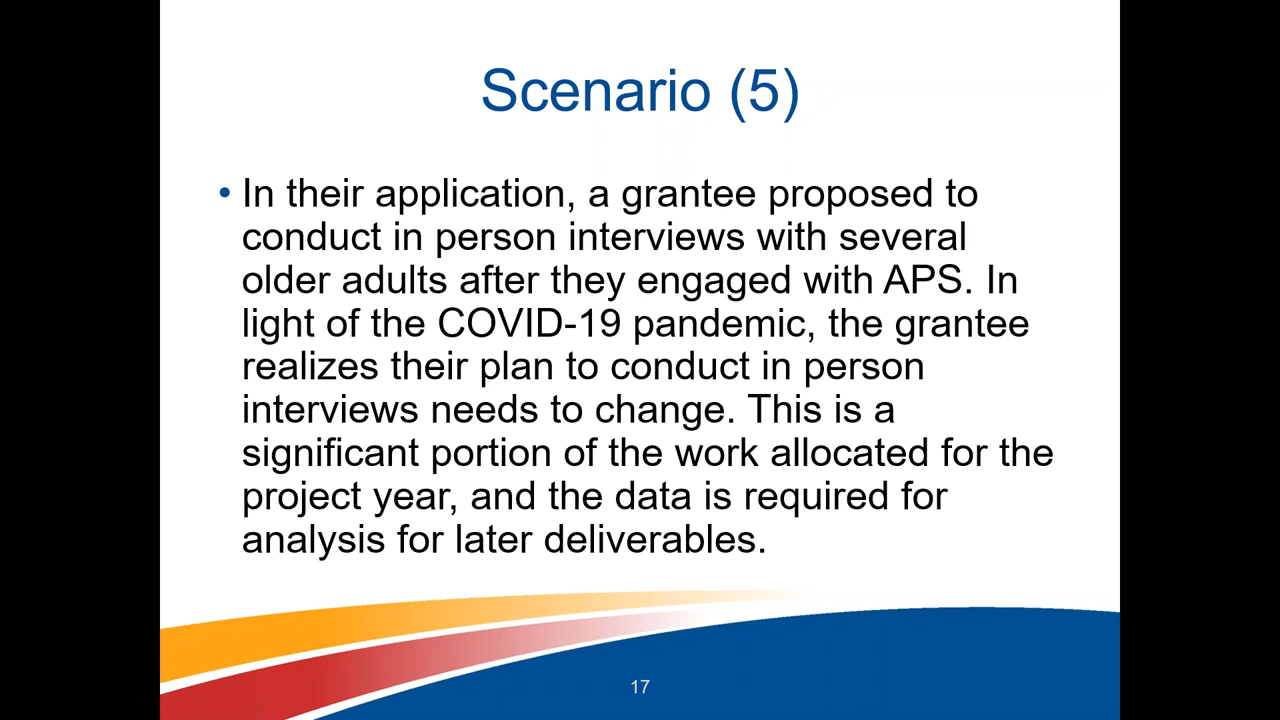 Scenario (5)
• In their application, a grantee proposed to
conduct in person interviews with several
older adults after they engaged with APS. In
light of the COVID-19 pandemic, the grantee
realizes their plan to conduct in person
interviews needs to change. This is a
significant portion of the work allocated for the
project year, and the data is required for
analysis for later deliverables.
17